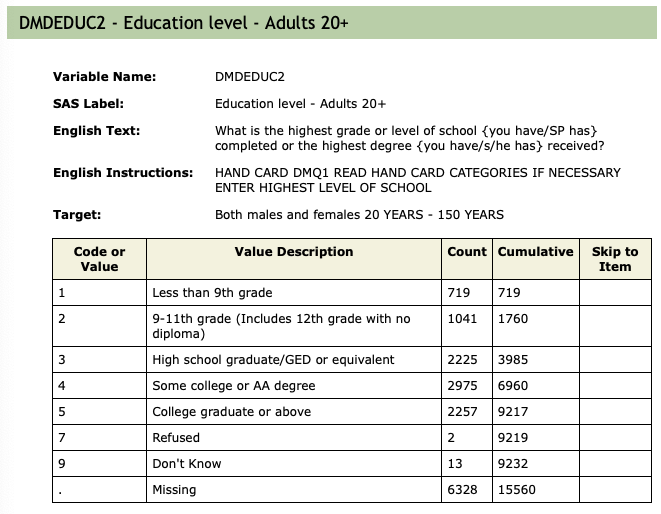 DMDEDUC2 - Education level - Adults 20+
Variable Name: DMDEDUC2
SAS Label: Education level - Adults 20+
English Text: What is the highest grade or level of school {you have/SP has}
completed or the highest degree {you have/s/he has} received?
English Instructions: HAND CARD DMQ1 READ HAND CARD CATEGORIES IF NECESSARY
ENTER HIGHEST LEVEL OF SCHOOL
Target: Both males and females 20 YEARS - 150 YEARS
Code or Value Value Description Count Cumulative Skip to Item
1 Less than 9th grade 719 719
2 9-11th grade (Includes 12th grade with no diploma) 1041 1760
3 High school graduate/GED or equivalent 2225 3985
4 Some college or AA degree 2975 6960
5 College graduate or above 2257 9217
7 Refused 2 9219
9 Don't Know 13 9232
. Missing 6328 15560